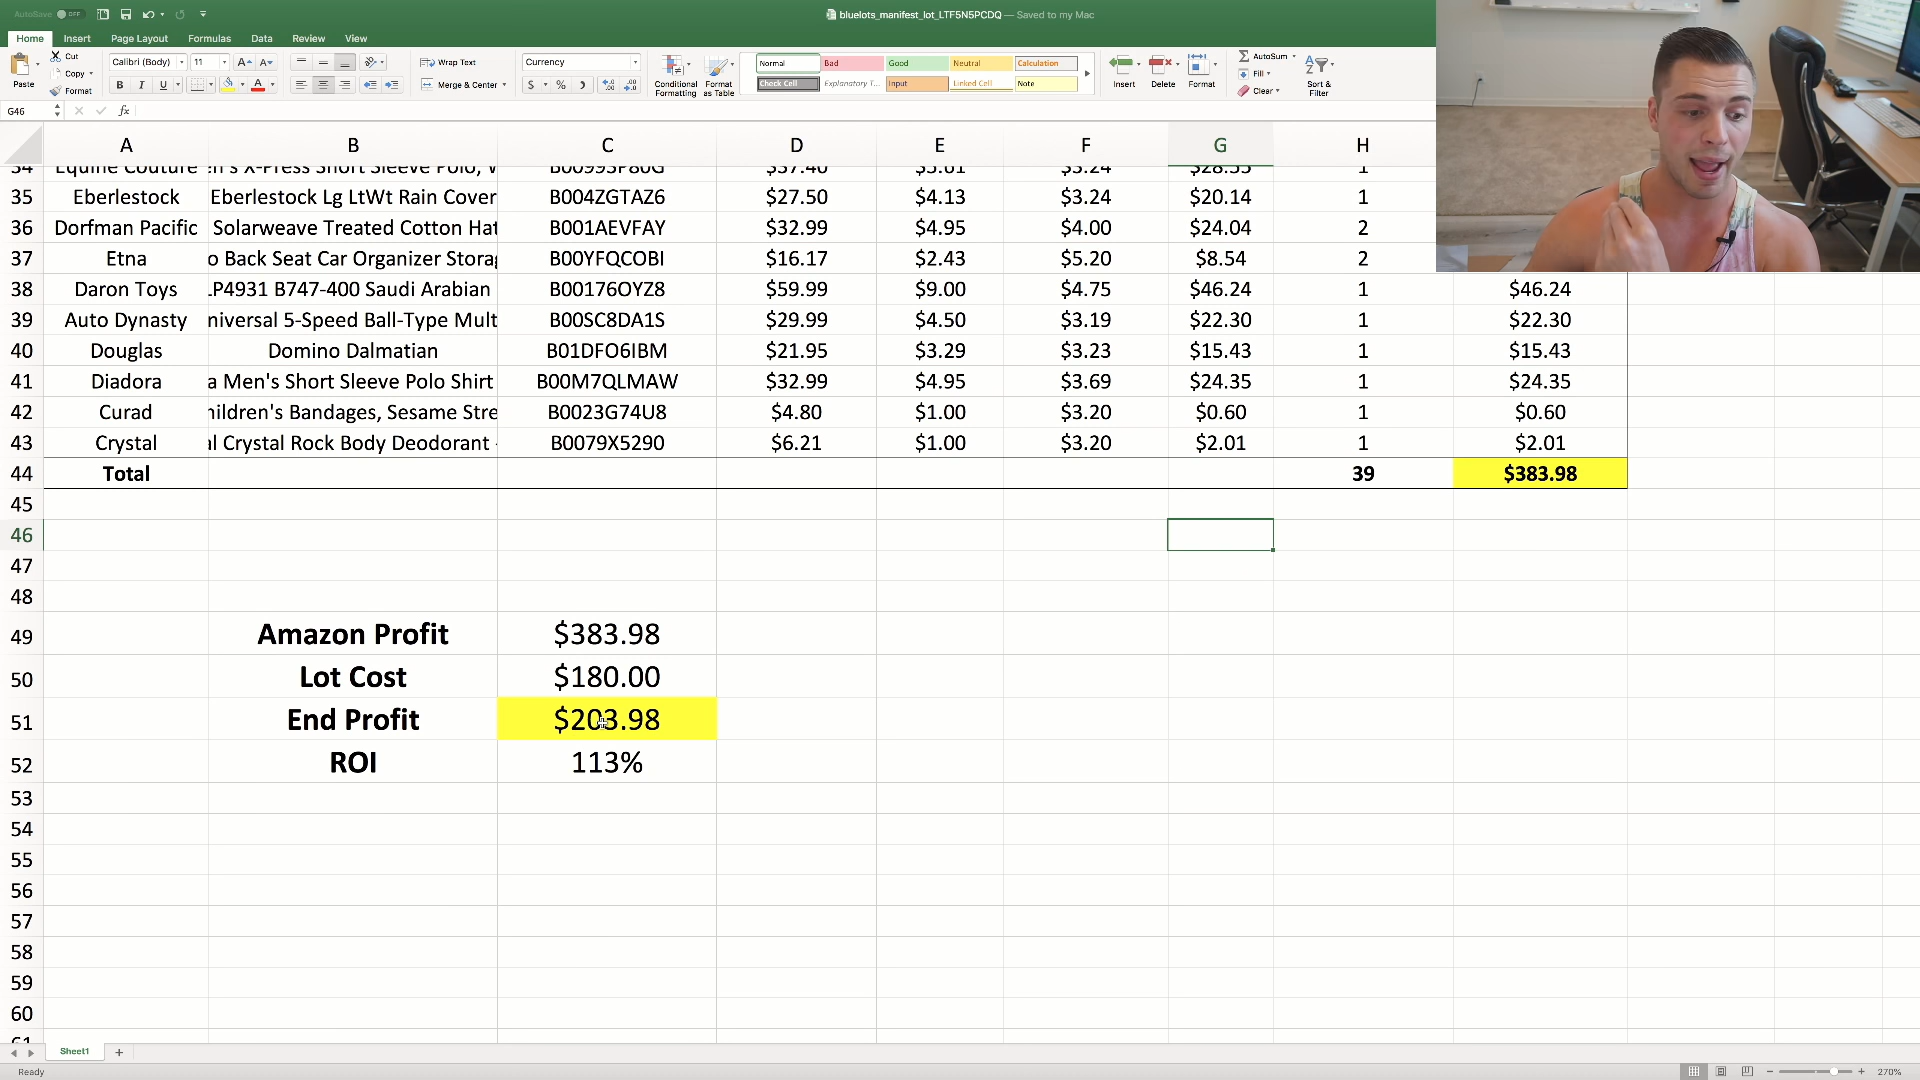 AutoSave OFF
bluelots_manifest_lot_LTF5N5PCDQ — Saved to my Mac
Home Insert Page Layout Formulas Data Review View
Paste Cut Copy Format
Calibri (Body) 11
Wrap Text
Merge & Center
Currency
Conditional Formatting
Format as Table
Normal Bad Good Neutral Calculation
Check Cell Explanatory T... Input Linked Cell Note
Insert Delete Format
AutoSum
Fill
Clear
Sort & Filter
G46 fx
A B C D E F G H
34 Equine Couture en's X-Press Short Sleeve Polo, V B0099SP80G $37.40 $5.61 $3.24 $28.55 1
35 Eberlestock Eberlestock Lg LtWt Rain Cover B004ZGTAZ6 $27.50 $4.13 $3.24 $20.14 1
36 Dorfman Pacific Solarweave Treated Cotton Hat B001AEVFAY $32.99 $4.95 $4.00 $24.04 2
37 Etna o Back Seat Car Organizer Storag B00YFQCOBI $16.17 $2.43 $5.20 $8.54 2
38 Daron Toys LP4931 B747-400 Saudi Arabian B00176OYZ8 $59.99 $9.00 $4.75 $46.24 1 $46.24
39 Auto Dynasty niversal 5-Speed Ball-Type Mult B00SC8DA1S $29.99 $4.50 $3.19 $22.30 1 $22.30
40 Douglas Domino Dalmatian B01DFO6IBM $21.95 $3.29 $3.23 $15.43 1 $15.43
41 Diadora a Men's Short Sleeve Polo Shirt B00M7QLMAW $32.99 $4.95 $3.69 $24.35 1 $24.35
42 Curad hildren's Bandages, Sesame Stre B0023G74U8 $4.80 $1.00 $3.20 $0.60 1 $0.60
43 Crystal al Crystal Rock Body Deodorant - B0079X5290 $6.21 $1.00 $3.20 $2.01 1 $2.01
44 Total 39 $383.98
45
46
47
48
49 Amazon Profit $383.98
50 Lot Cost $180.00
51 End Profit $203.98
52 ROI 113%
53
54
55
56
57
58
59
60
61
Sheet1
Ready
270%